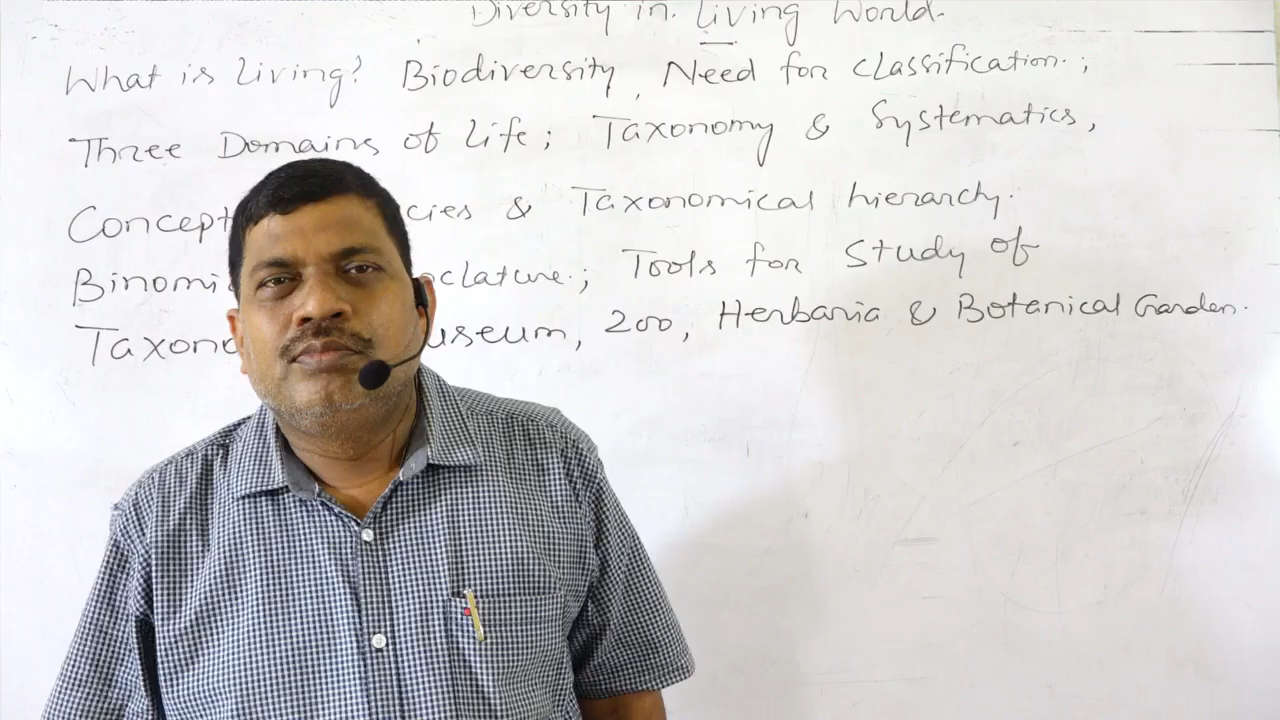 Diversity in Living World.
What is Living? Biodiversity, Need for classification.;
Three Domains of Life; Taxonomy & Systematics,
Concept cies & Taxonomical hierarchy.
Binomi clature.; Tools for Study of
Taxono useum, Zoo, Herbaria & Botanical Garden.